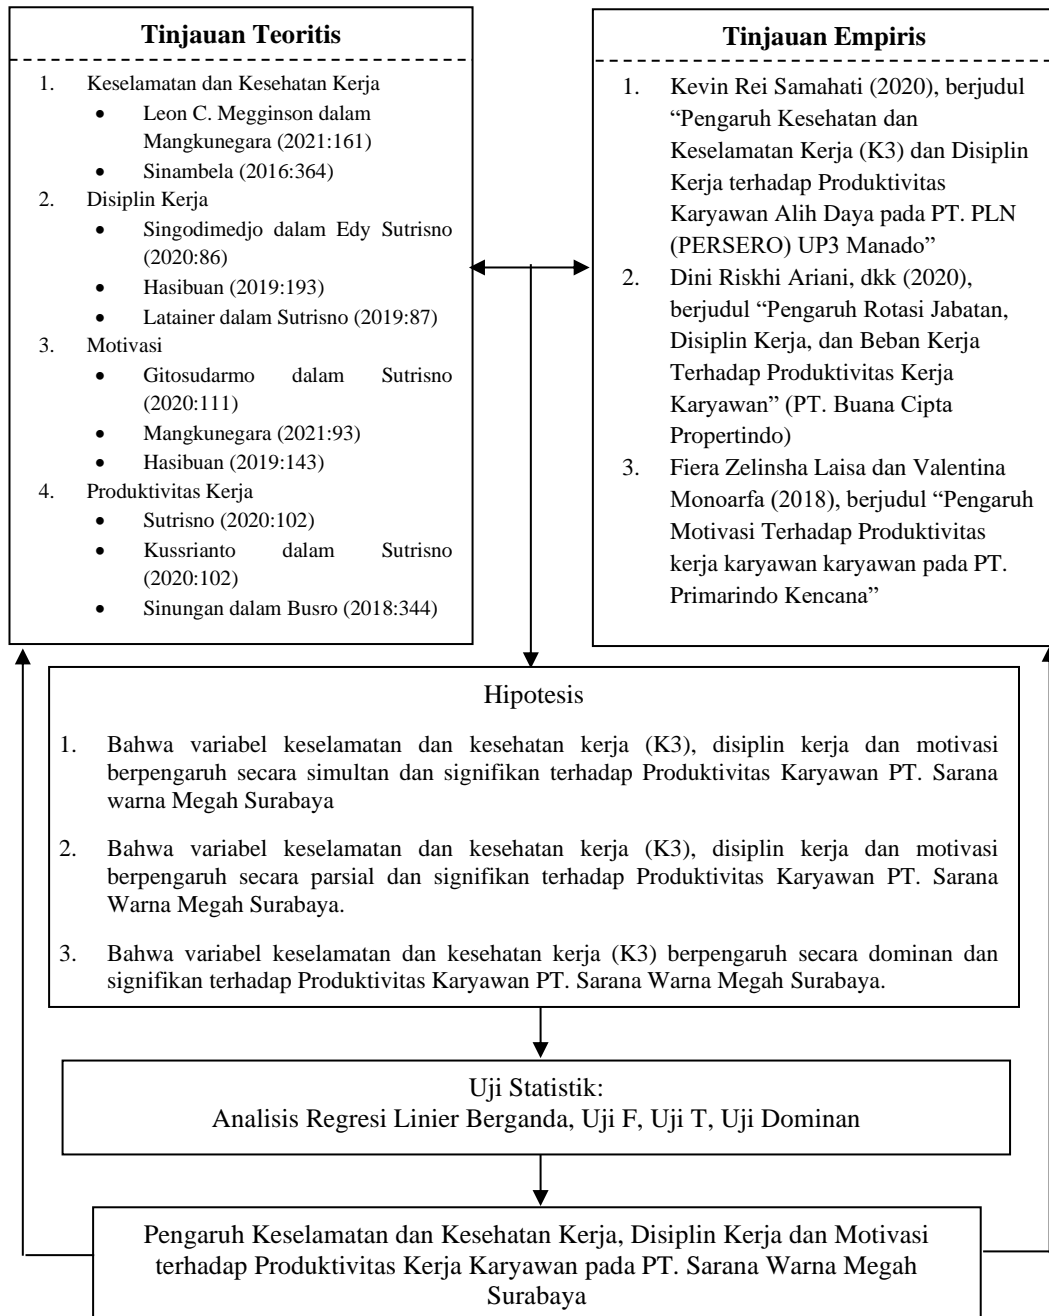 Tinjauan Teoritis
1. Keselamatan dan Kesehatan Kerja
• Leon C. Megginson dalam
Mangkunegara (2021:161)
• Sinambela (2016:364)
2. Disiplin Kerja
• Singodimedjo dalam Edy Sutrisno
(2020:86)
• Hasibuan (2019:193)
• Latainer dalam Sutrisno (2019:87)
3. Motivasi
• Gitosudarmo dalam Sutrisno
(2020:111)
• Mangkunegara (2021:93)
• Hasibuan (2019:143)
4. Produktivitas Kerja
• Sutrisno (2020:102)
• Kussrianto dalam Sutrisno
(2020:102)
• Sinungan dalam Busro (2018:344)
Tinjauan Empiris
1. Kevin Rei Samahati (2020), berjudul
“Pengaruh Kesehatan dan
Keselamatan Kerja (K3) dan Disiplin
Kerja terhadap Produktivitas
Karyawan Alih Daya pada PT. PLN
(PERSERO) UP3 Manado”
2. Dini Riskhi Ariani, dkk (2020),
berjudul “Pengaruh Rotasi Jabatan,
Disiplin Kerja, dan Beban Kerja
Terhadap Produktivitas Kerja
Karyawan” (PT. Buana Cipta
Propertindo)
3. Fiera Zelinsha Laisa dan Valentina
Monoarfa (2018), berjudul “Pengaruh
Motivasi Terhadap Produktivitas
kerja karyawan karyawan pada PT.
Primarindo Kencana”
Hipotesis
1. Bahwa variabel keselamatan dan kesehatan kerja (K3), disiplin kerja dan motivasi
berpengaruh secara simultan dan signifikan terhadap Produktivitas Karyawan PT. Sarana
warna Megah Surabaya
2. Bahwa variabel keselamatan dan kesehatan kerja (K3), disiplin kerja dan motivasi
berpengaruh secara parsial dan signifikan terhadap Produktivitas Karyawan PT. Sarana
Warna Megah Surabaya.
3. Bahwa variabel keselamatan dan kesehatan kerja (K3) berpengaruh secara dominan dan
signifikan terhadap Produktivitas Karyawan PT. Sarana Warna Megah Surabaya.
Uji Statistik:
Analisis Regresi Linier Berganda, Uji F, Uji T, Uji Dominan
Pengaruh Keselamatan dan Kesehatan Kerja, Disiplin Kerja dan Motivasi
terhadap Produktivitas Kerja Karyawan pada PT. Sarana Warna Megah
Surabaya